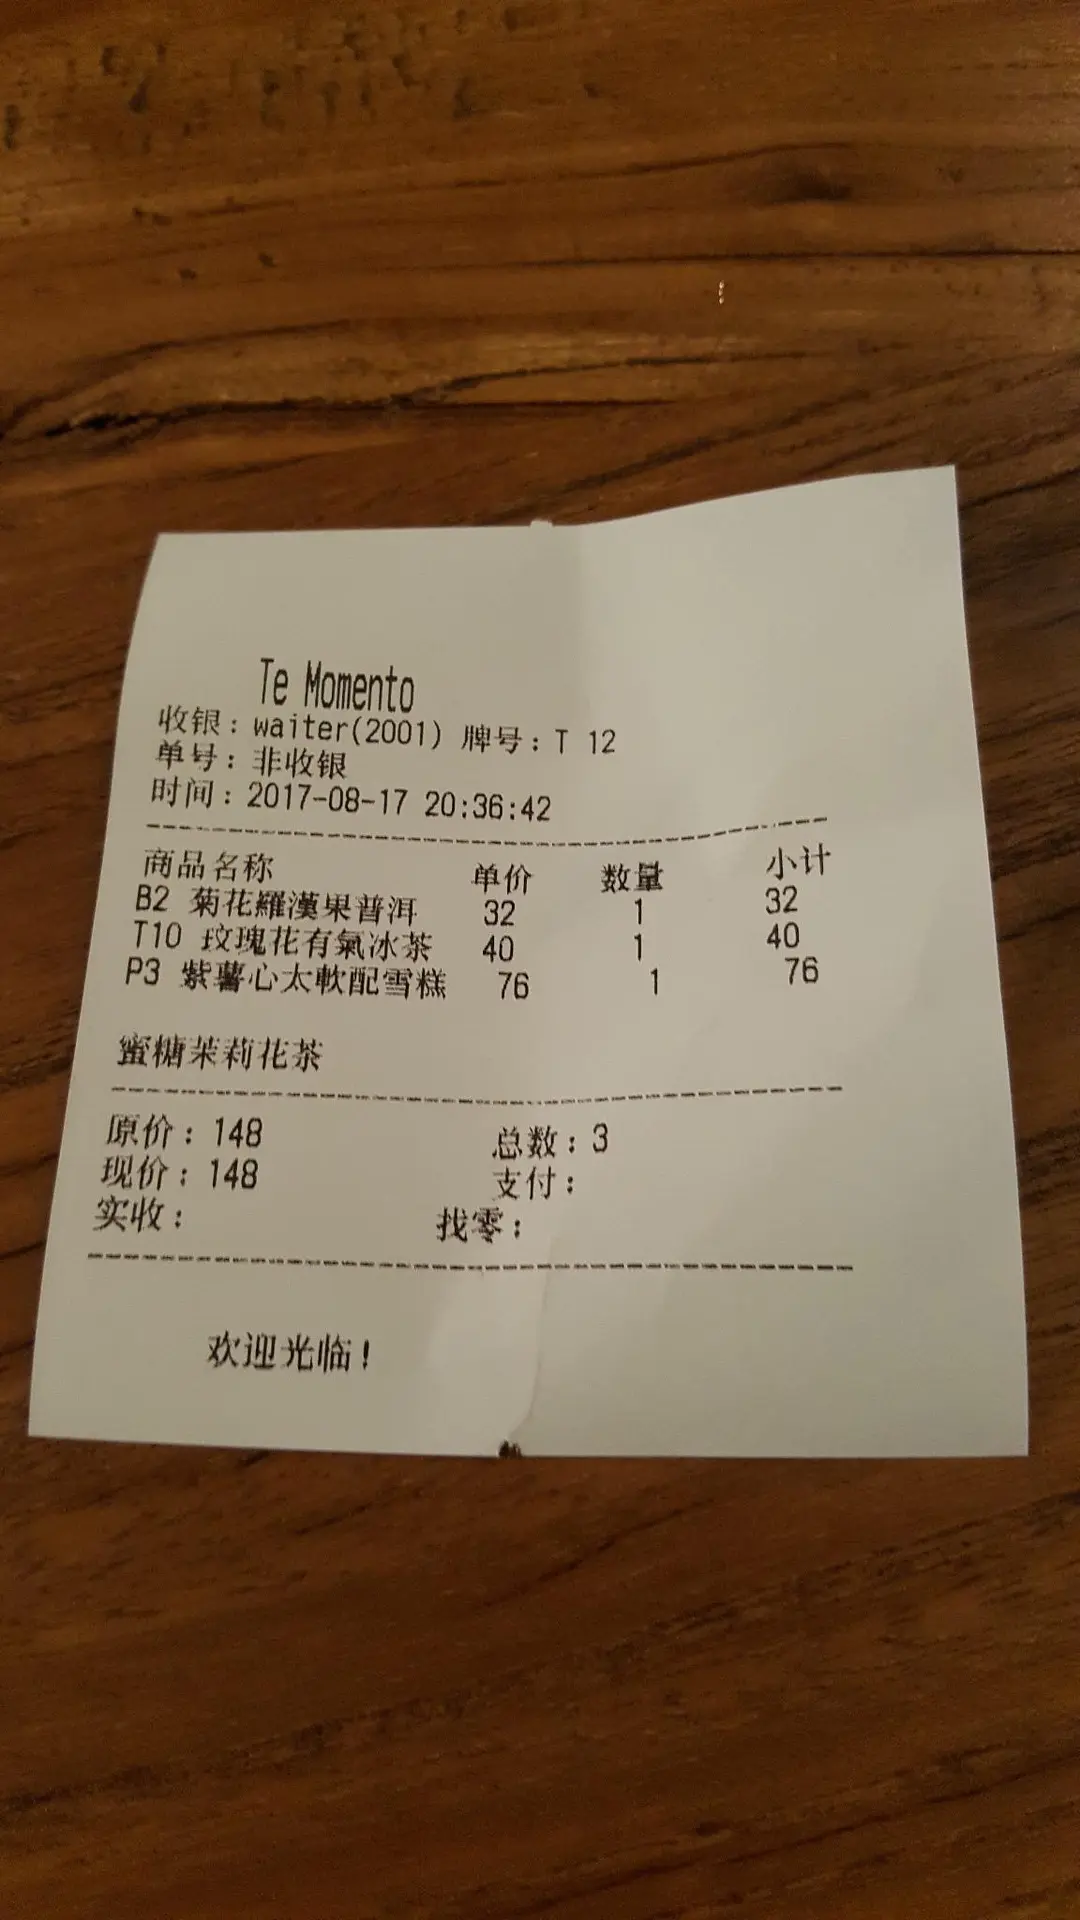 Te Momento
收银：waiter(2001) 牌号：T 12
单号：非收银
时间：2017-08-17 20:36:42
商品名称 单价 数量 小计
B2 菊花羅漢果普洱 32 1 32
T10 玟瑰花有氣冰茶 40 1 40
P3 紫薯心太軟配雪糕 76 1 76
蜜糖茉莉花茶
原价：148 总数：3
现价：148 支付：
实收： 找零：
欢迎光临！